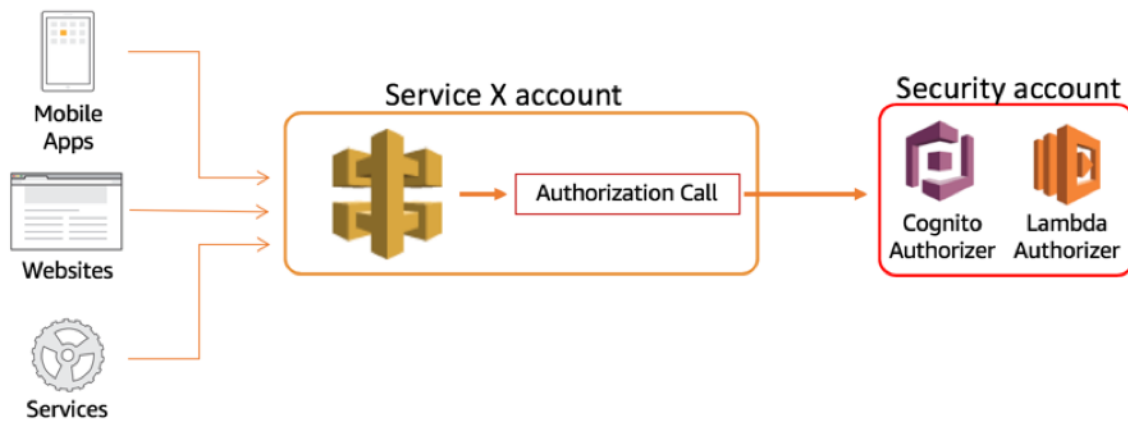 Mobile
Apps
Websites
Services
Service X account
Authorization Call
Security account
Cognito
Authorizer
Lambda
Authorizer